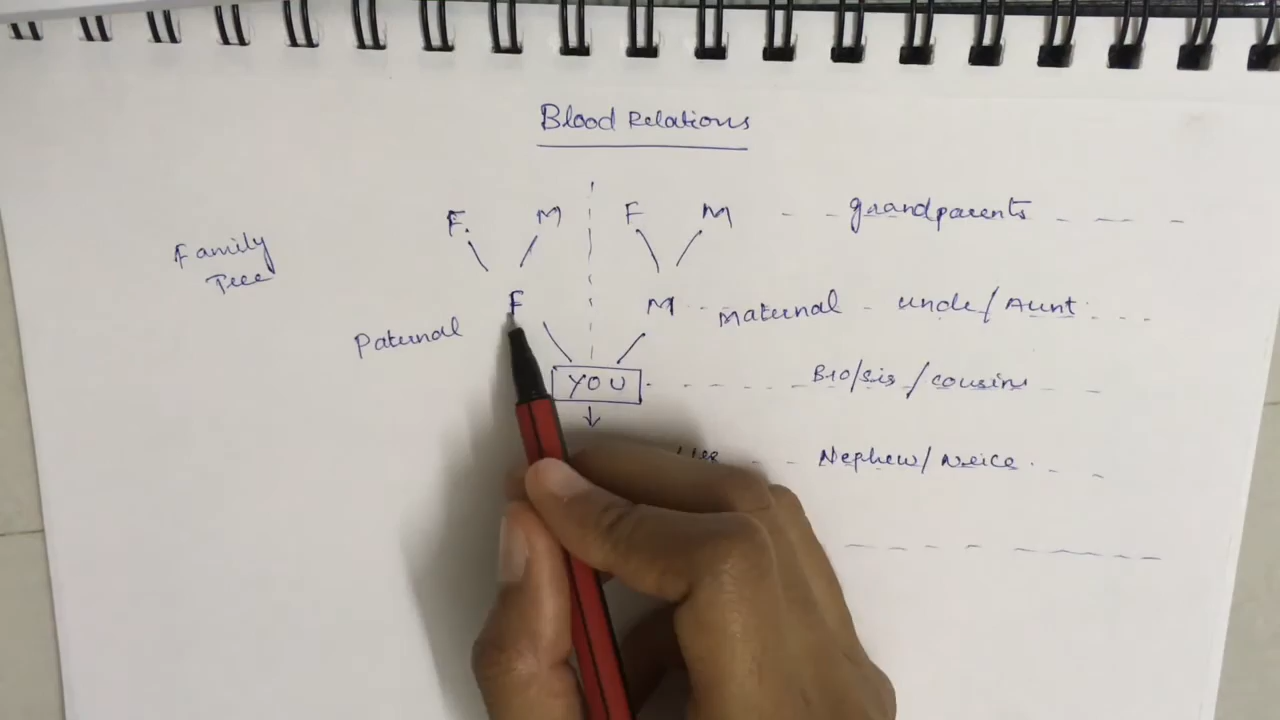 Blood Relations
F. M F M - - grandparents
Family
Tree
F M Maternal - uncle/Aunt
Paternal
YOU Bro/sis/cousins
Nephew/Neice